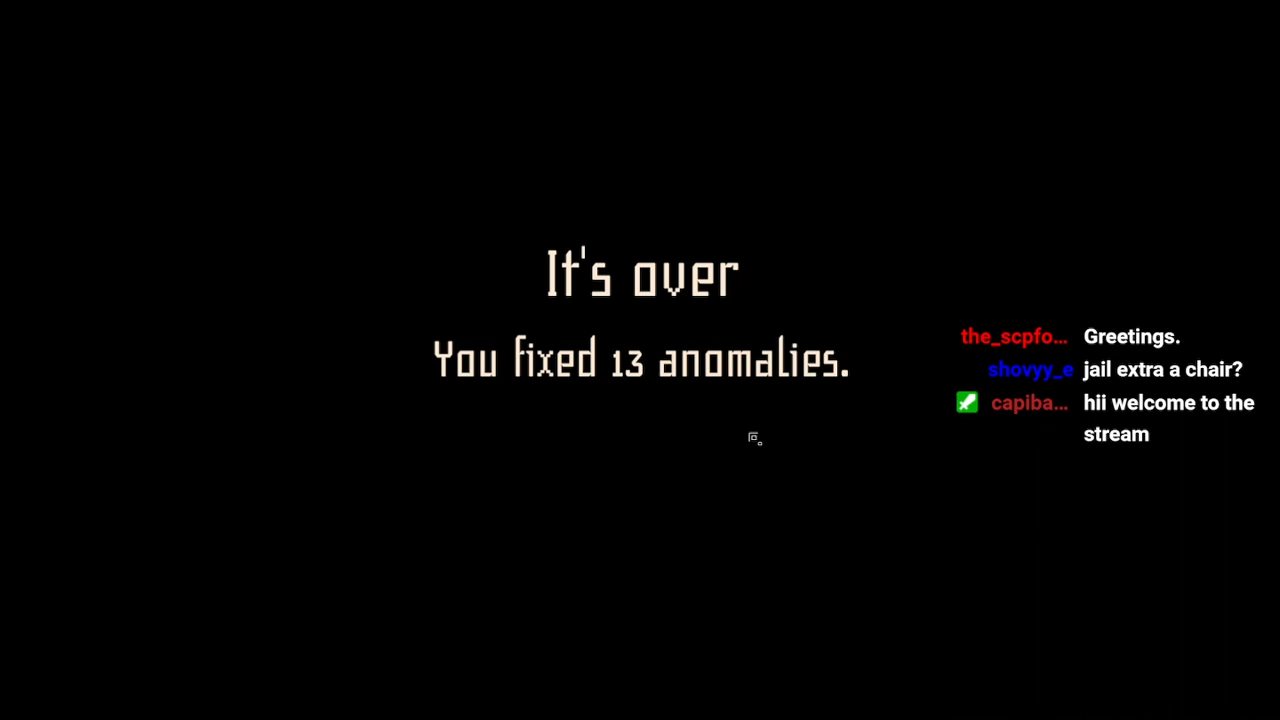 It's over
You fixed 13 anomalies.
the_scpfo... Greetings.
shovyy_e jail extra a chair?
capiba... hii welcome to the
stream